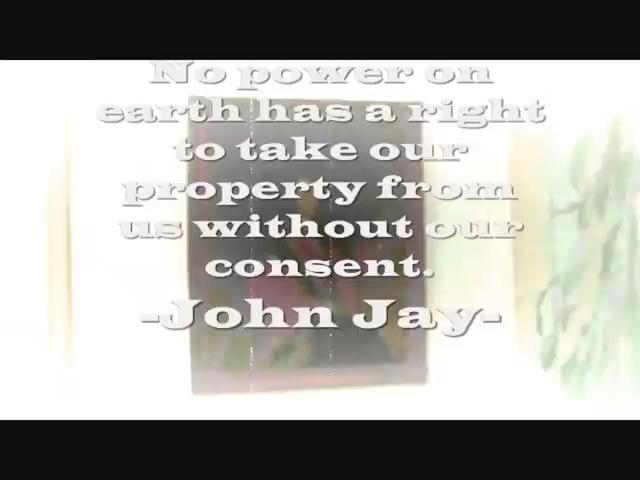 No power on
earth has a right
to take our
property from
us without our
consent.
-John Jay-